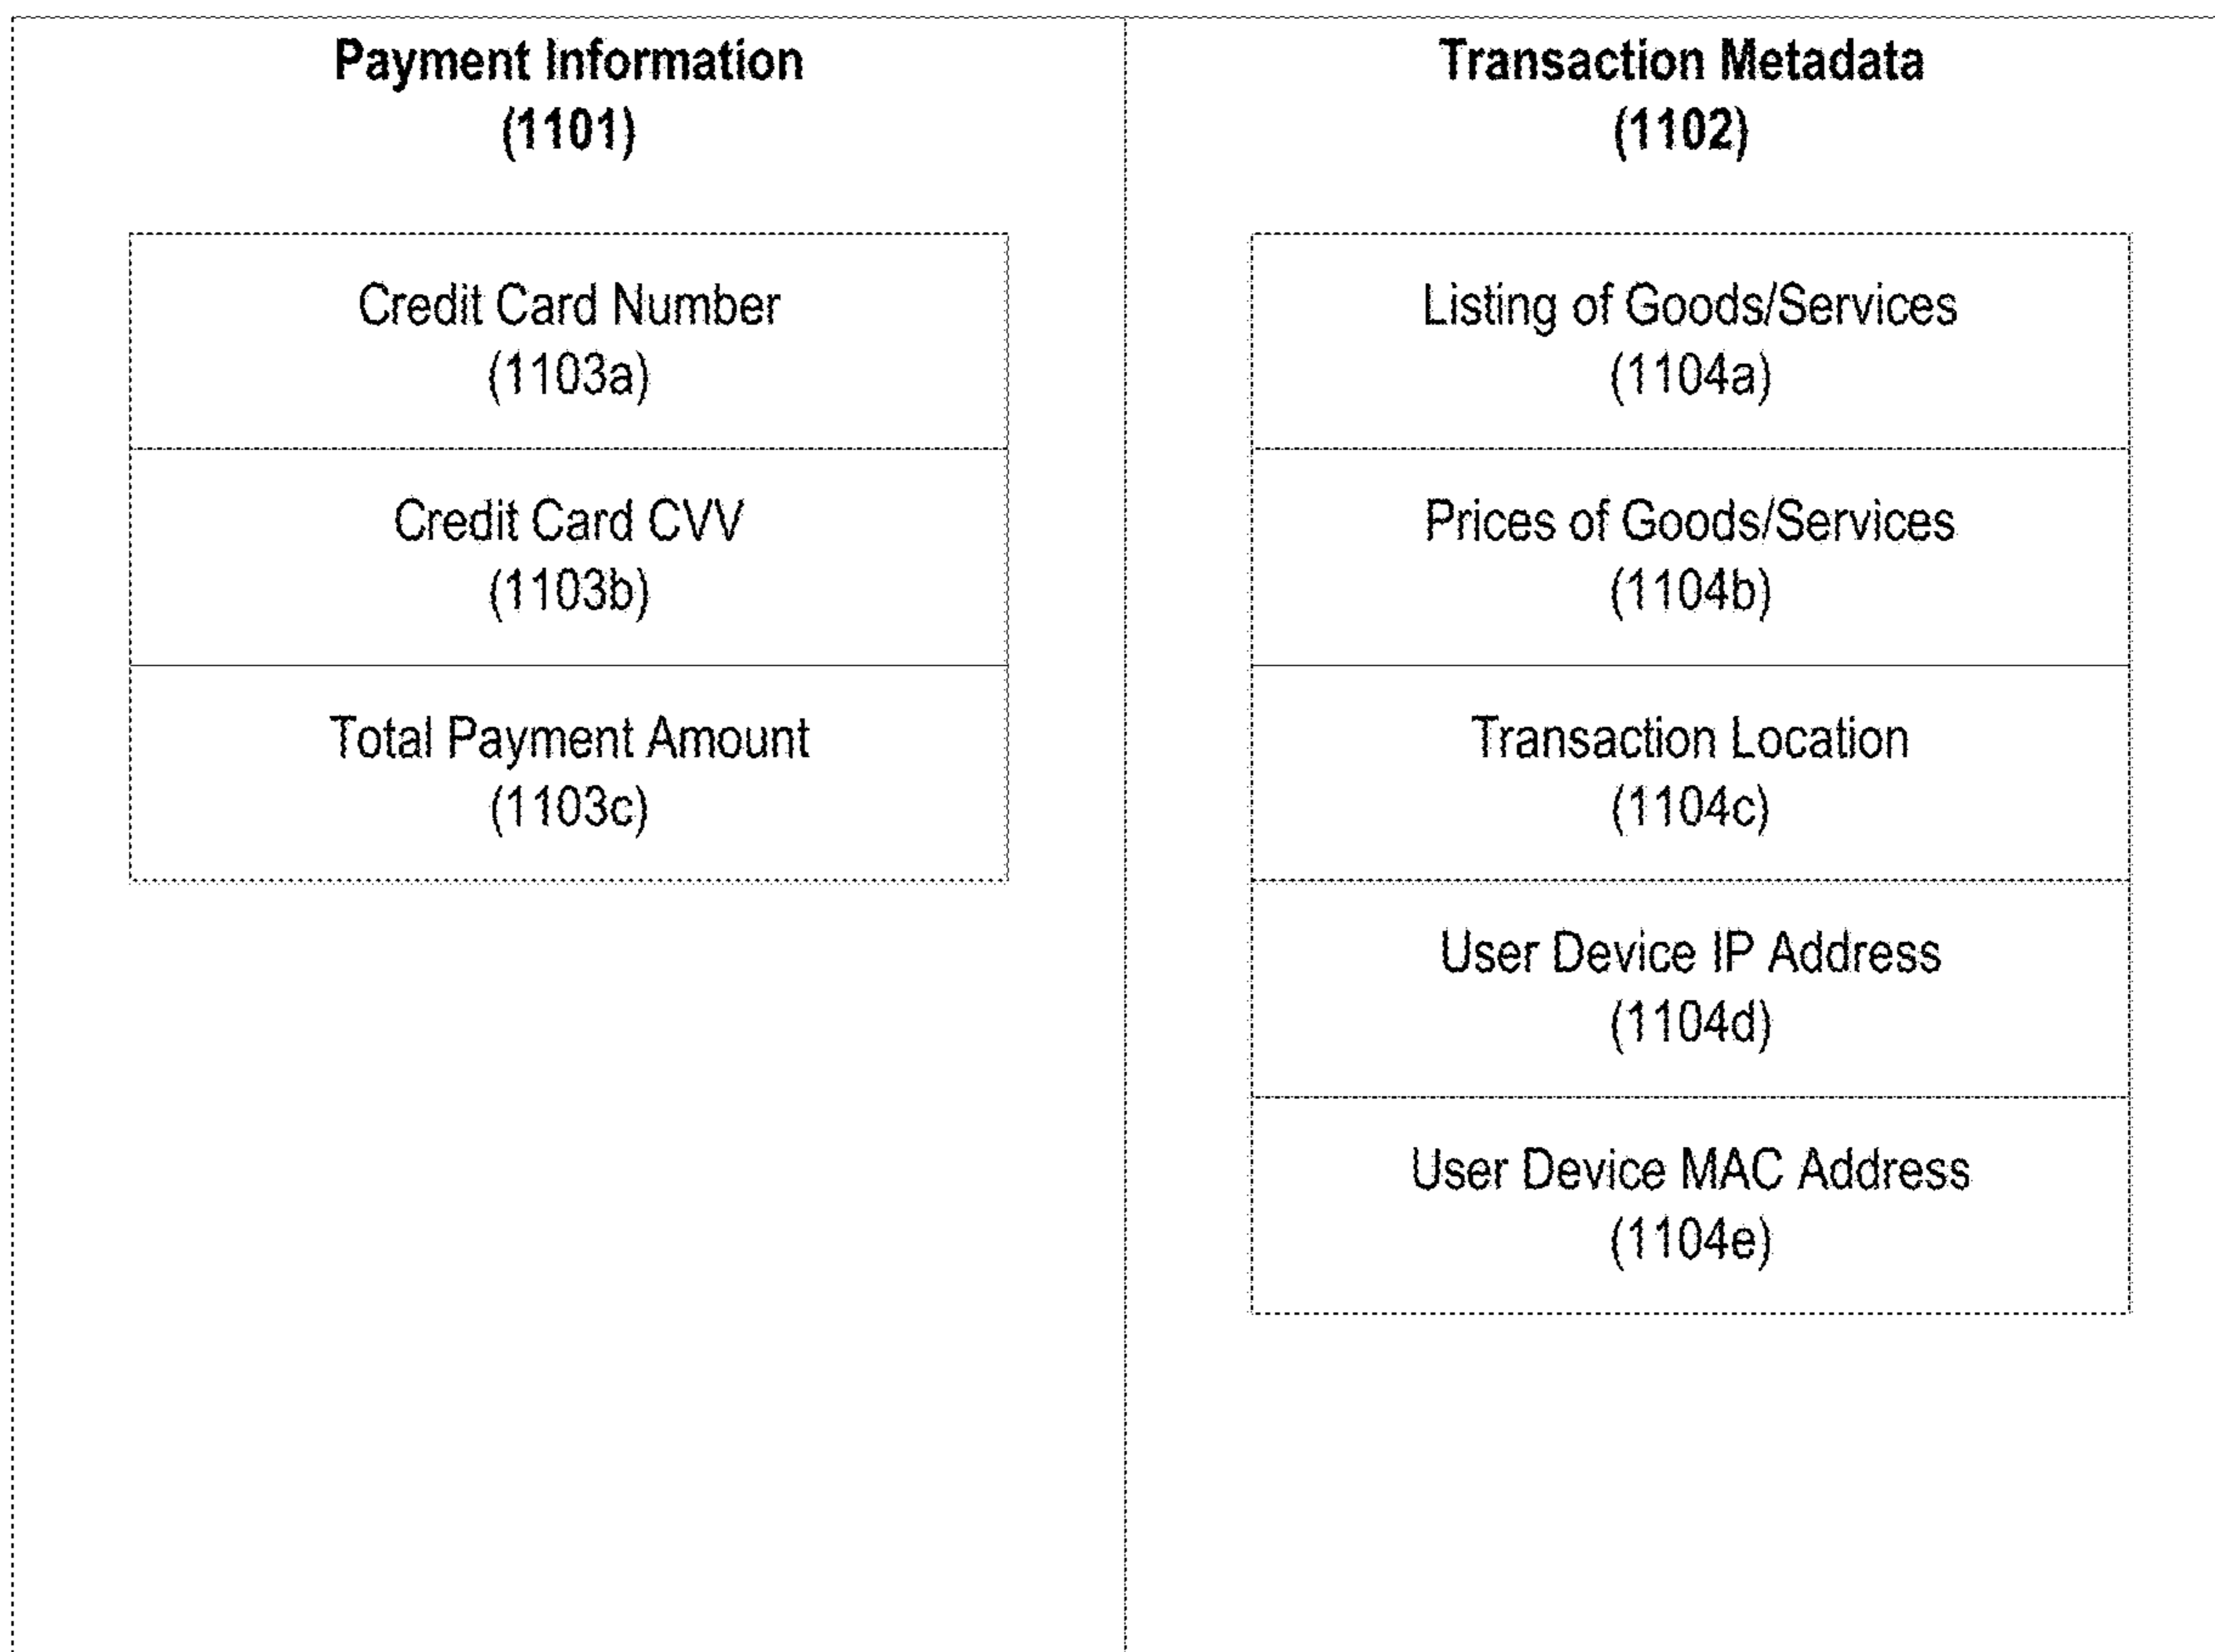 Payment Information
(1101)
Credit Card Number
(1103a)
Credit Card CVV
(1103b)
Total Payment Amount
(1103c)
Transaction Metadata
(1102)
Listing of Goods/Services
(1104a)
Prices of Goods/Services
(1104b)
Transaction Location
(1104c)
User Device IP Address
(1104d)
User Device MAC Address
(1104e)